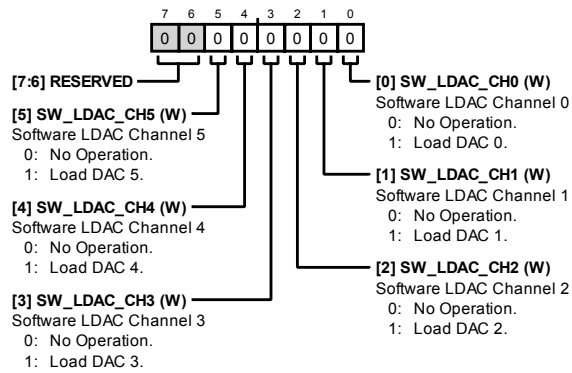 7 6 5 4 3 2 1 0
0 0 0 0 0 0 0 0
[7:6] RESERVED
[5] SW_LDAC_CH5 (W)
Software LDAC Channel 5
0: No Operation.
1: Load DAC 5.
[4] SW_LDAC_CH4 (W)
Software LDAC Channel 4
0: No Operation.
1: Load DAC 4.
[3] SW_LDAC_CH3 (W)
Software LDAC Channel 3
0: No Operation.
1: Load DAC 3.
[0] SW_LDAC_CH0 (W)
Software LDAC Channel 0
0: No Operation.
1: Load DAC 0.
[1] SW_LDAC_CH1 (W)
Software LDAC Channel 1
0: No Operation.
1: Load DAC 1.
[2] SW_LDAC_CH2 (W)
Software LDAC Channel 2
0: No Operation.
1: Load DAC 2.